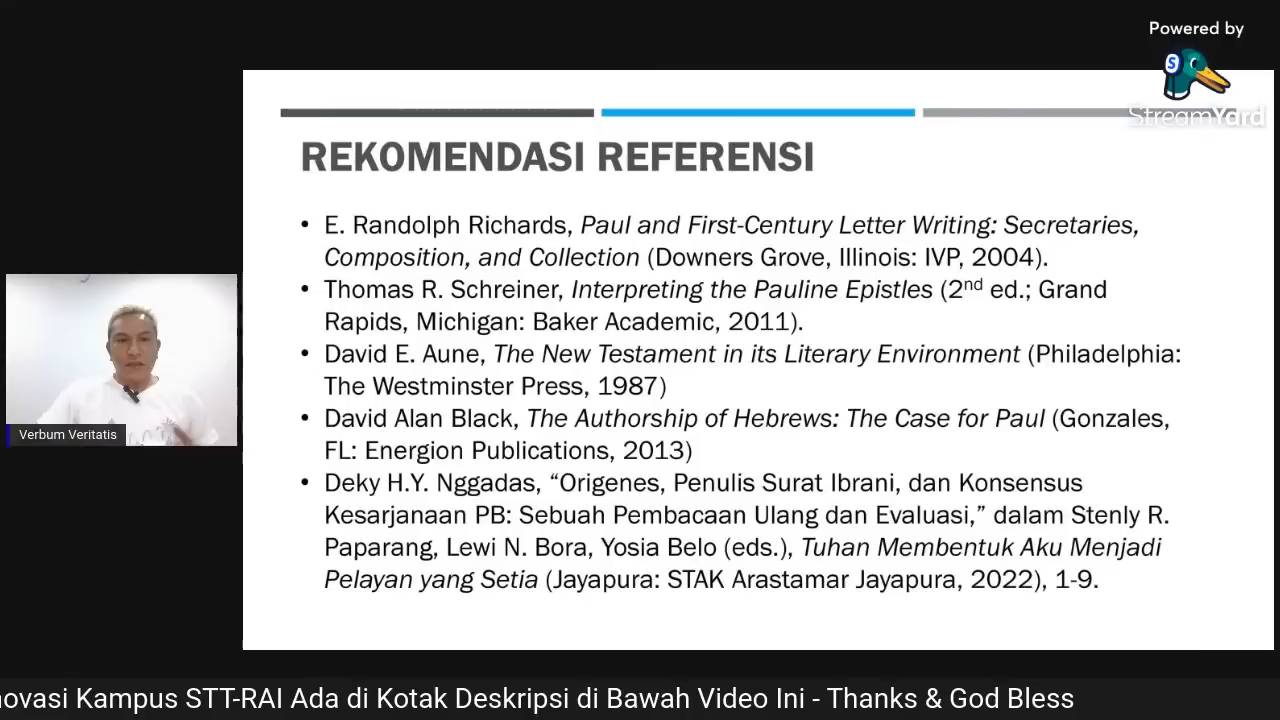 Powered by
S
StreamYard
REKOMENDASI REFERENSI
• E. Randolph Richards, Paul and First-Century Letter Writing: Secretaries,
Composition, and Collection (Downers Grove, Illinois: IVP, 2004).
• Thomas R. Schreiner, Interpreting the Pauline Epistles (2nd ed.; Grand
Rapids, Michigan: Baker Academic, 2011).
• David E. Aune, The New Testament in its Literary Environment (Philadelphia:
The Westminster Press, 1987)
• David Alan Black, The Authorship of Hebrews: The Case for Paul (Gonzales,
FL: Energion Publications, 2013)
• Deky H.Y. Nggadas, “Origenes, Penulis Surat Ibrani, dan Konsensus
Kesarjanaan PB: Sebuah Pembacaan Ulang dan Evaluasi,” dalam Stenly R.
Paparang, Lewi N. Bora, Yosia Belo (eds.), Tuhan Membentuk Aku Menjadi
Pelayan yang Setia (Jayapura: STAK Arastamar Jayapura, 2022), 1-9.
Verbum Veritatis
novasi Kampus STT-RAI Ada di Kotak Deskripsi di Bawah Video Ini - Thanks & God Bless